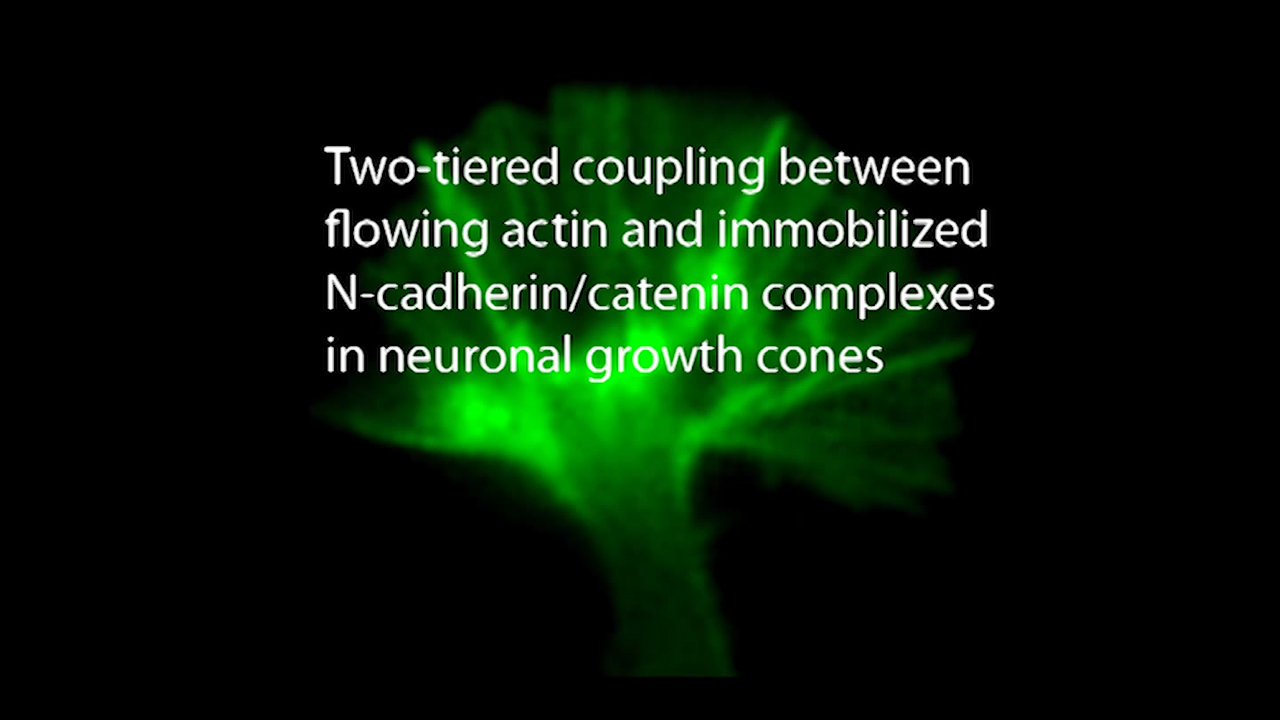 Two-tiered coupling between
flowing actin and immobilized
N-cadherin/catenin complexes
in neuronal growth cones